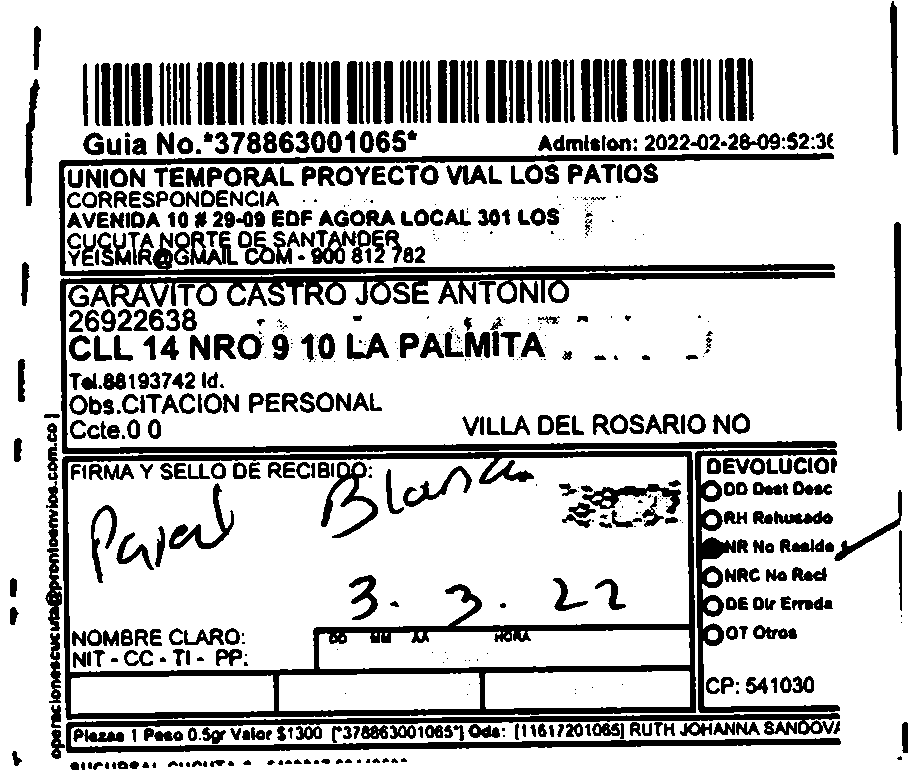 Guia No.*378863001065*
Admision: 2022-02-28-09:52:36
UNION TEMPORAL PROYECTO VIAL LOS PATIOS
CORRESPONDENCIA
AVENIDA 10 # 29-09 EDF AGORA LOCAL 301 LOS
CUCUTA NORTE DE SANTANDER
YEISMIR@GMAIL COM - 900 812 782
GARAVITO CASTRO JOSE ANTONIO
26922638
CLL 14 NRO 9 10 LA PALMITA
Tel.88193742 Id.
Obs.CITACION PERSONAL
Ccte.0 0
VILLA DEL ROSARIO NO
operacionescucuta@prontoenvios.com.co
FIRMA Y SELLO DE RECIBIDO:
Pared Blanca
3. 3. 22
NOMBRE CLARO:
NIT - CC - TI - PP:
DD MM AA HORA
DEVOLUCION
DD Dest Desc
RH Rehusado
NR No Reside
NRC No Recl
DE Dir Errada
OT Otros
CP: 541030
Piezas 1 Peso 0.5gr Valor $1300 [*378863001065*] Ods: [11617201065] RUTH JOHANNA SANDOVA